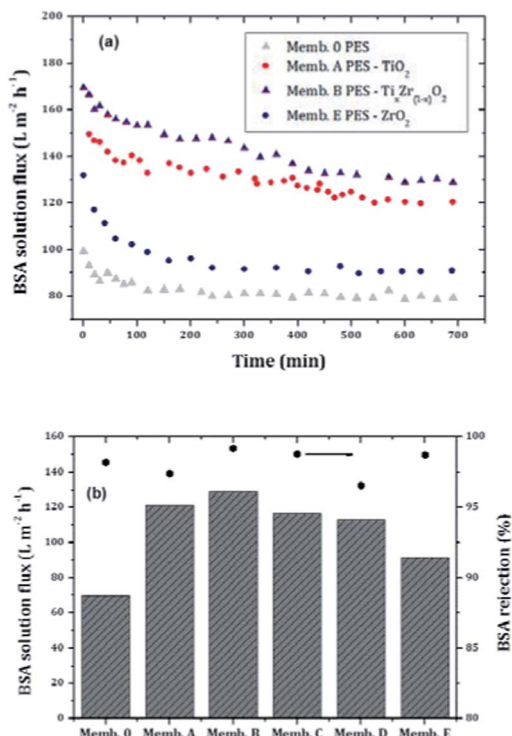 (a)
Memb. 0 PES
Memb. A PES - TiO2
Memb. B PES - TixZr(1-x)O2
Memb. E PES - ZrO2
200
180
160
140
120
100
80
BSA solution flux (L m-2 h-1)
0 100 200 300 400 500 600 700
Time (min)
(b)
160
140
120
100
80
60
40
20
0
BSA solution flux (L m-2 h-1)
100
95
90
85
80
BSA rejection (%)
Memb. 0 Memb. A Memb. B Memb. C Memb. D Memb. E